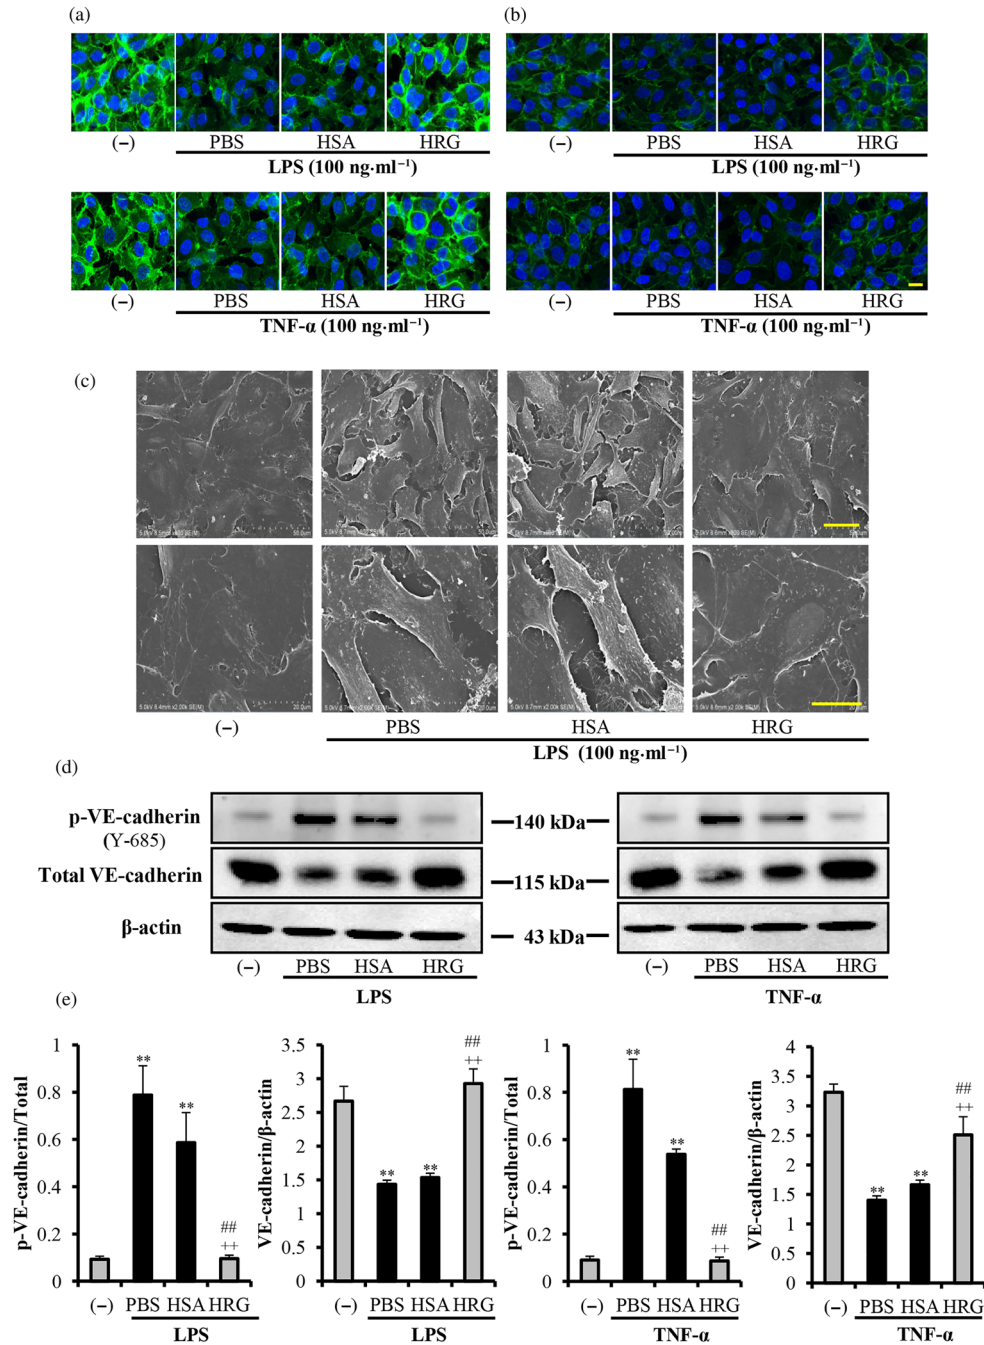 (a)
(b)
(−) PBS HSA HRG
LPS (100 ng·ml⁻¹)
(−) PBS HSA HRG
LPS (100 ng·ml⁻¹)
(−) PBS HSA HRG
TNF-α (100 ng·ml⁻¹)
(−) PBS HSA HRG
TNF-α (100 ng·ml⁻¹)
(c)
(−) PBS HSA HRG
LPS (100 ng·ml⁻¹)
(d)
p-VE-cadherin
(Y-685)
140 kDa
Total VE-cadherin
115 kDa
β-actin
43 kDa
(−) PBS HSA HRG
LPS
(−) PBS HSA HRG
TNF-α
(e)
p-VE-cadherin/Total
1
0.8
0.6
0.4
0.2
0
**
**
##
++
(−) PBS HSA HRG
LPS
VE-cadherin/β-actin
3.5
3
2.5
2
1.5
1
0.5
0
**
**
##
++
(−) PBS HSA HRG
LPS
p-VE-cadherin/Total
1
0.8
0.6
0.4
0.2
0
**
**
##
++
(−) PBS HSA HRG
TNF-α
VE-cadherin/β-actin
4
3.5
3
2.5
2
1.5
1
0.5
0
**
**
##
++
(−) PBS HSA HRG
TNF-α